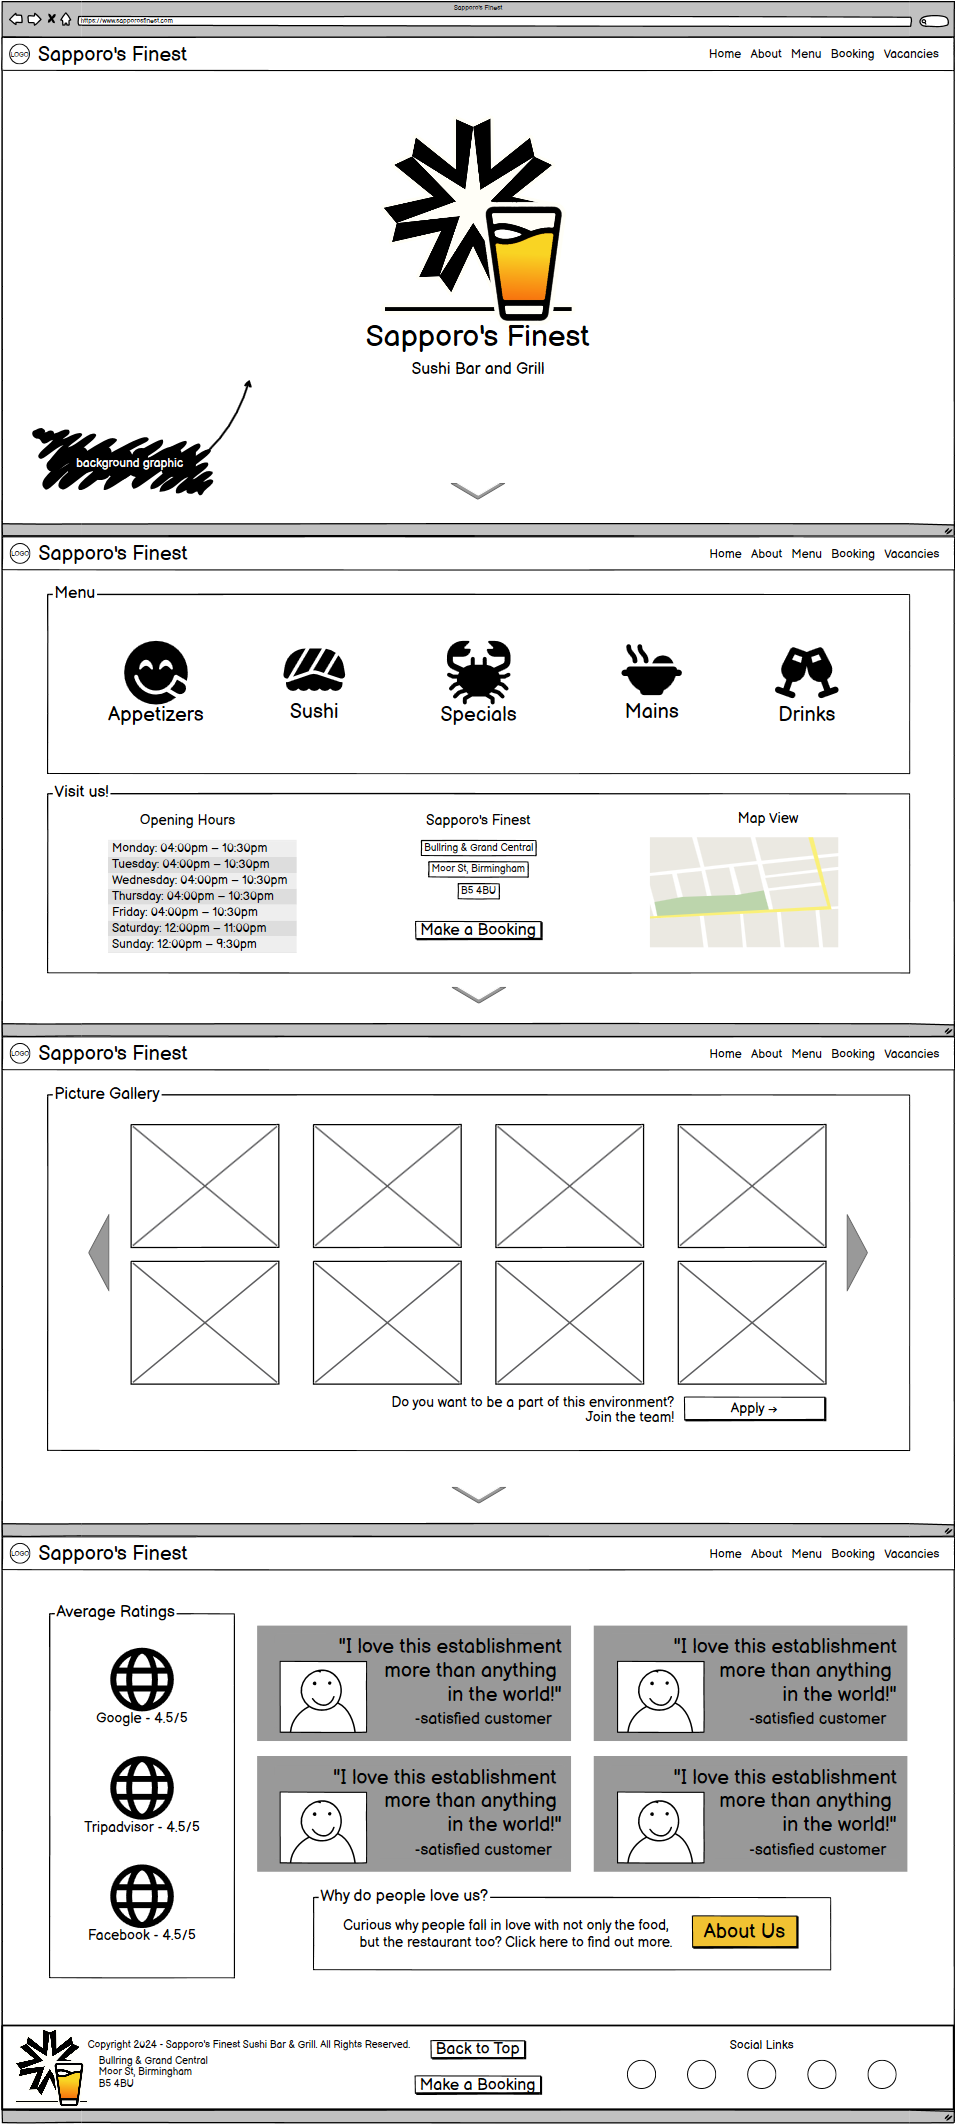 Sapporo's Finest
https://www.sapporosfinest.com
LOGO Sapporo's Finest Home About Menu Booking Vacancies
Sapporo's Finest
Sushi Bar and Grill
background graphic
LOGO Sapporo's Finest Home About Menu Booking Vacancies
Menu
Appetizers Sushi Specials Mains Drinks
Visit us!
Opening Hours
Monday: 04:00pm – 10:30pm
Tuesday: 04:00pm – 10:30pm
Wednesday: 04:00pm – 10:30pm
Thursday: 04:00pm – 10:30pm
Friday: 04:00pm – 10:30pm
Saturday: 12:00pm – 11:00pm
Sunday: 12:00pm – 9:30pm
Sapporo's Finest
Bullring & Grand Central
Moor St, Birmingham
B5 4BU
Make a Booking
Map View
LOGO Sapporo's Finest Home About Menu Booking Vacancies
Picture Gallery
Do you want to be a part of this environment?
Join the team!
Apply →
LOGO Sapporo's Finest Home About Menu Booking Vacancies
Average Ratings
Google - 4.5/5
Tripadvisor - 4.5/5
Facebook - 4.5/5
"I love this establishment
more than anything
in the world!"
-satisfied customer
"I love this establishment
more than anything
in the world!"
-satisfied customer
"I love this establishment
more than anything
in the world!"
-satisfied customer
"I love this establishment
more than anything
in the world!"
-satisfied customer
Why do people love us?
Curious why people fall in love with not only the food,
but the restaurant too? Click here to find out more.
About Us
Copyright 2024 - Sapporo's Finest Sushi Bar & Grill. All Rights Reserved.
Bullring & Grand Central
Moor St, Birmingham
B5 4BU
Back to Top
Make a Booking
Social Links